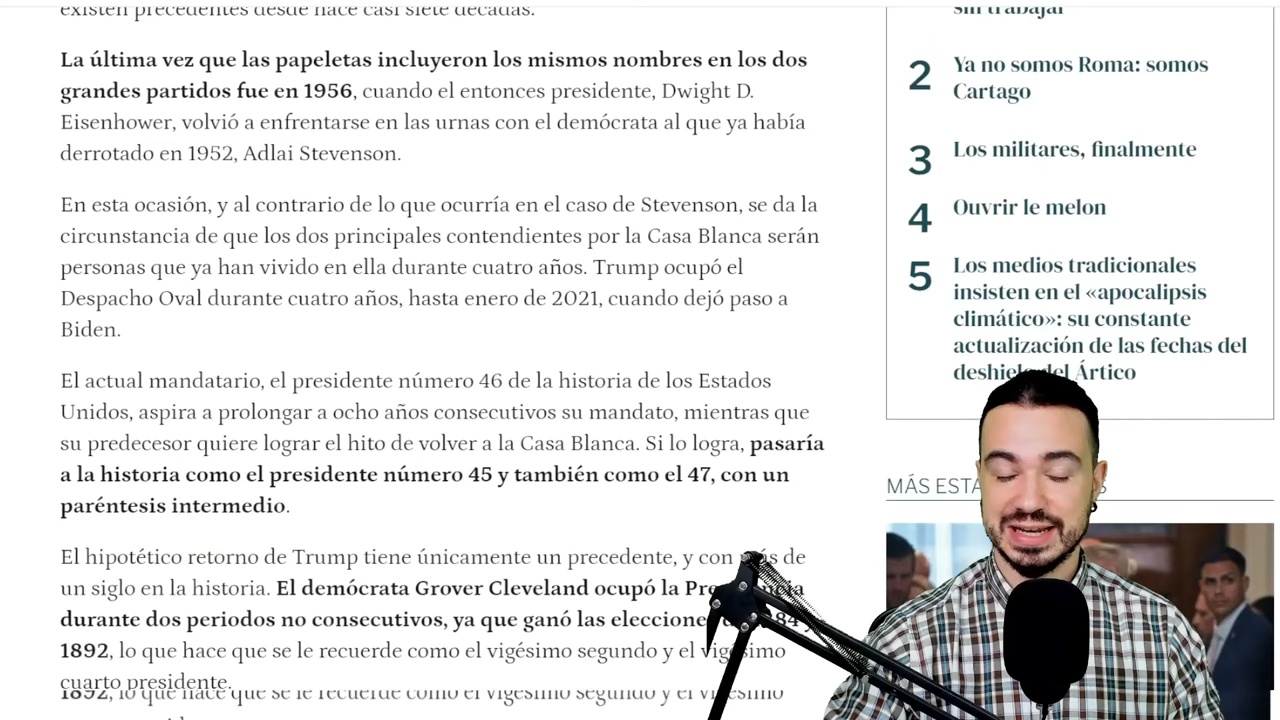 existen precedentes desde hace casi siete décadas.
La última vez que las papeletas incluyeron los mismos nombres en los dos
grandes partidos fue en 1956, cuando el entonces presidente, Dwight D.
Eisenhower, volvió a enfrentarse en las urnas con el demócrata al que ya había
derrotado en 1952, Adlai Stevenson.
En esta ocasión, y al contrario de lo que ocurría en el caso de Stevenson, se da la
circunstancia de que los dos principales contendientes por la Casa Blanca serán
personas que ya han vivido en ella durante cuatro años. Trump ocupó el
Despacho Oval durante cuatro años, hasta enero de 2021, cuando dejó paso a
Biden.
El actual mandatario, el presidente número 46 de la historia de los Estados
Unidos, aspira a prolongar a ocho años consecutivos su mandato, mientras que
su predecesor quiere lograr el hito de volver a la Casa Blanca. Si lo logra, pasaría
a la historia como el presidente número 45 y también como el 47, con un
paréntesis intermedio.
El hipotético retorno de Trump tiene únicamente un precedente, y con más de
un siglo en la historia. El demócrata Grover Cleveland ocupó la Presidencia
durante dos periodos no consecutivos, ya que ganó las elecciones
1892, lo que hace que se le recuerde como el vigésimo segundo y el vigésimo
cuarto presidente.
1892, lo que hace que se le recuerde como el vigésimo segundo y el vigésimo
sin trabajar
2 Ya no somos Roma: somos
Cartago
3 Los militares, finalmente
4 Ouvrir le melon
5 Los medios tradicionales
insisten en el «apocalipsis
climático»: su constante
actualización de las fechas del
deshielo del Ártico
MÁS